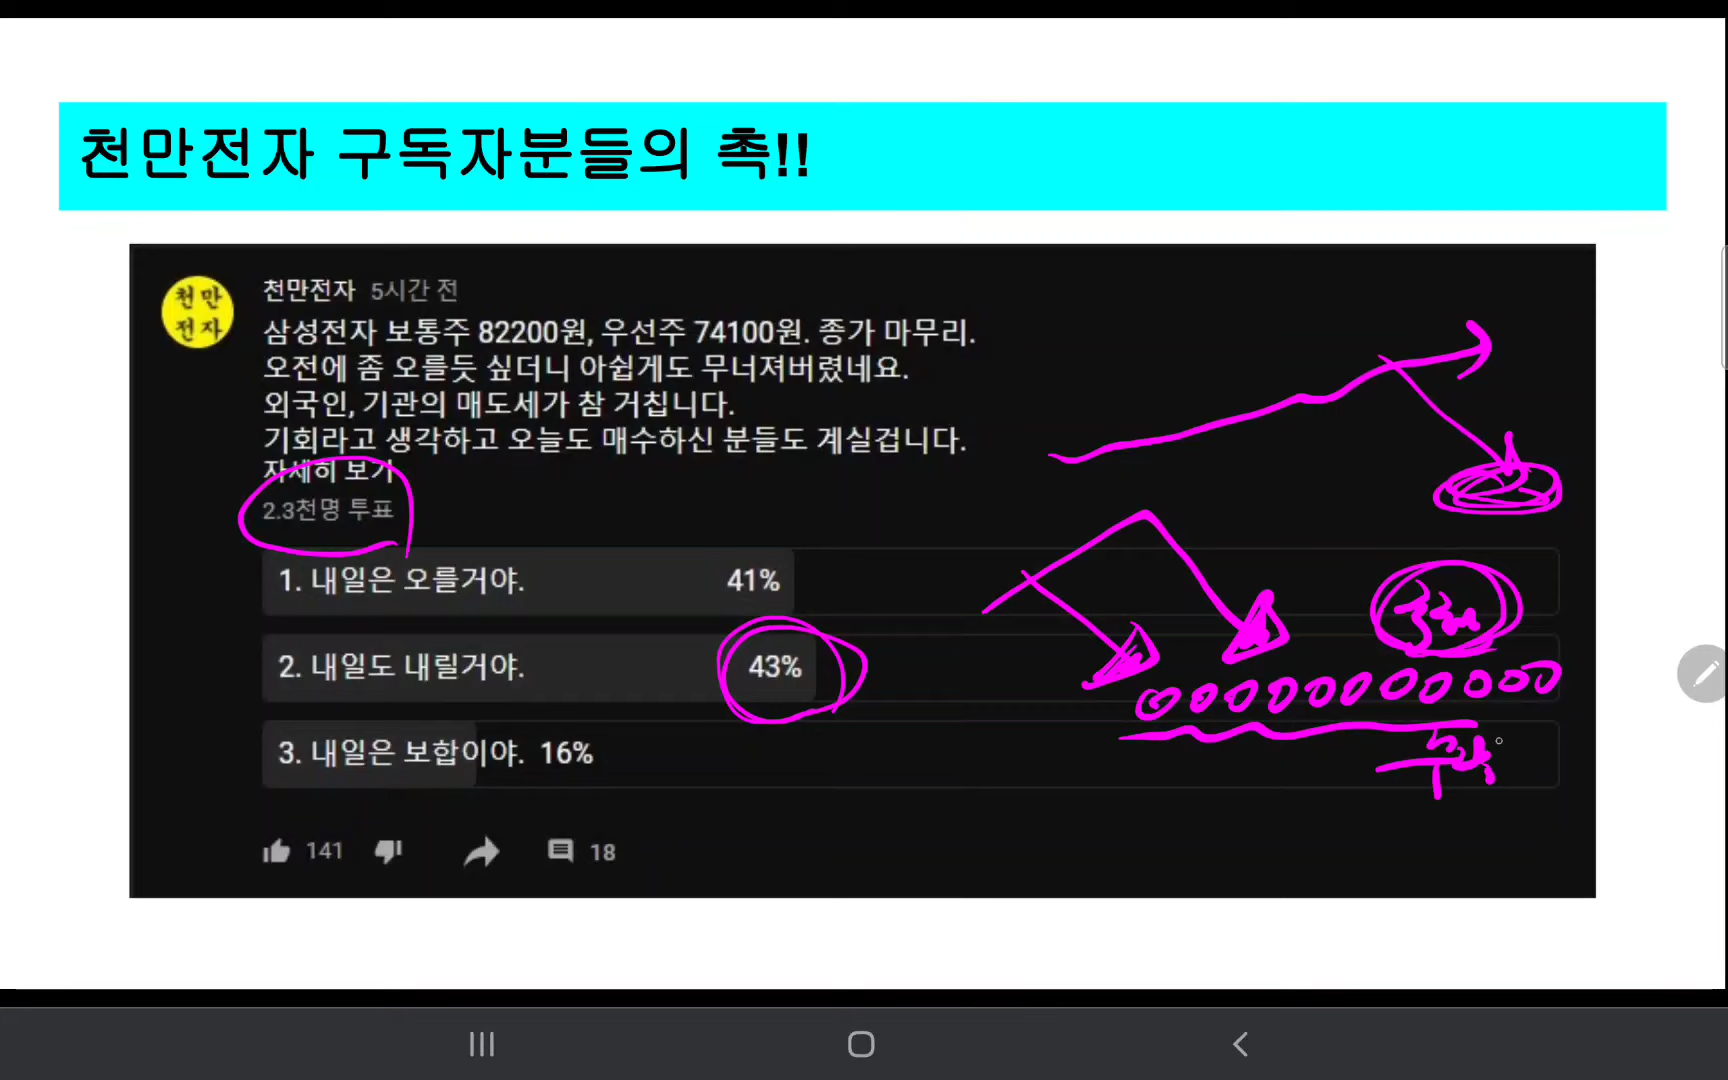 천만전자 구독자분들의 촉!!
천만
전자
천만전자 5시간 전
삼성전자 보통주 82200원, 우선주 74100원. 종가 마무리.
오전에 좀 오를듯 싶더니 아쉽게도 무너져버렸네요.
외국인, 기관의 매도세가 참 거칩니다.
기회라고 생각하고 오늘도 매수하신 분들도 계실겁니다.
자세히 보기
2.3천명 투표
1. 내일은 오를거야. 41%
2. 내일도 내릴거야. 43%
3. 내일은 보합이야. 16%
141
18